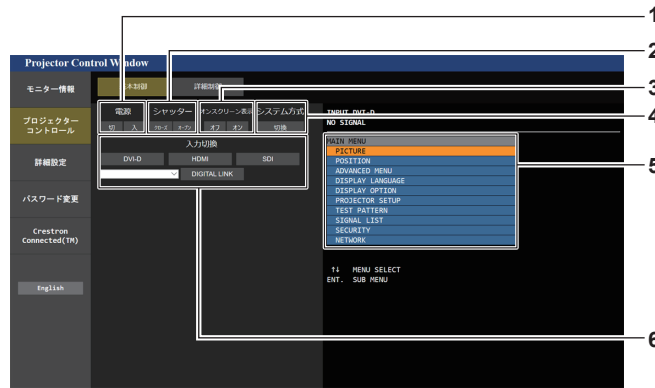 1
2
3
4
5
6
Projector Control Window
モニター情報
プロジェクター
コントロール
詳細設定
パスワード変更
Crestron
Connected(TM)
English
本制御
詳細制御
電源
切 入
シャッター
クローズ オープン
オンスクリーン表示
オフ オン
システム方式
切換
入力切換
DVI-D HDMI SDI
DIGITAL LINK
INPUT DVI-D
NO SIGNAL
MAIN MENU
PICTURE
POSITION
ADVANCED MENU
DISPLAY LANGUAGE
DISPLAY OPTION
PROJECTOR SETUP
TEST PATTERN
SIGNAL LIST
SECURITY
NETWORK
↑↓ MENU SELECT
ENT. SUB MENU